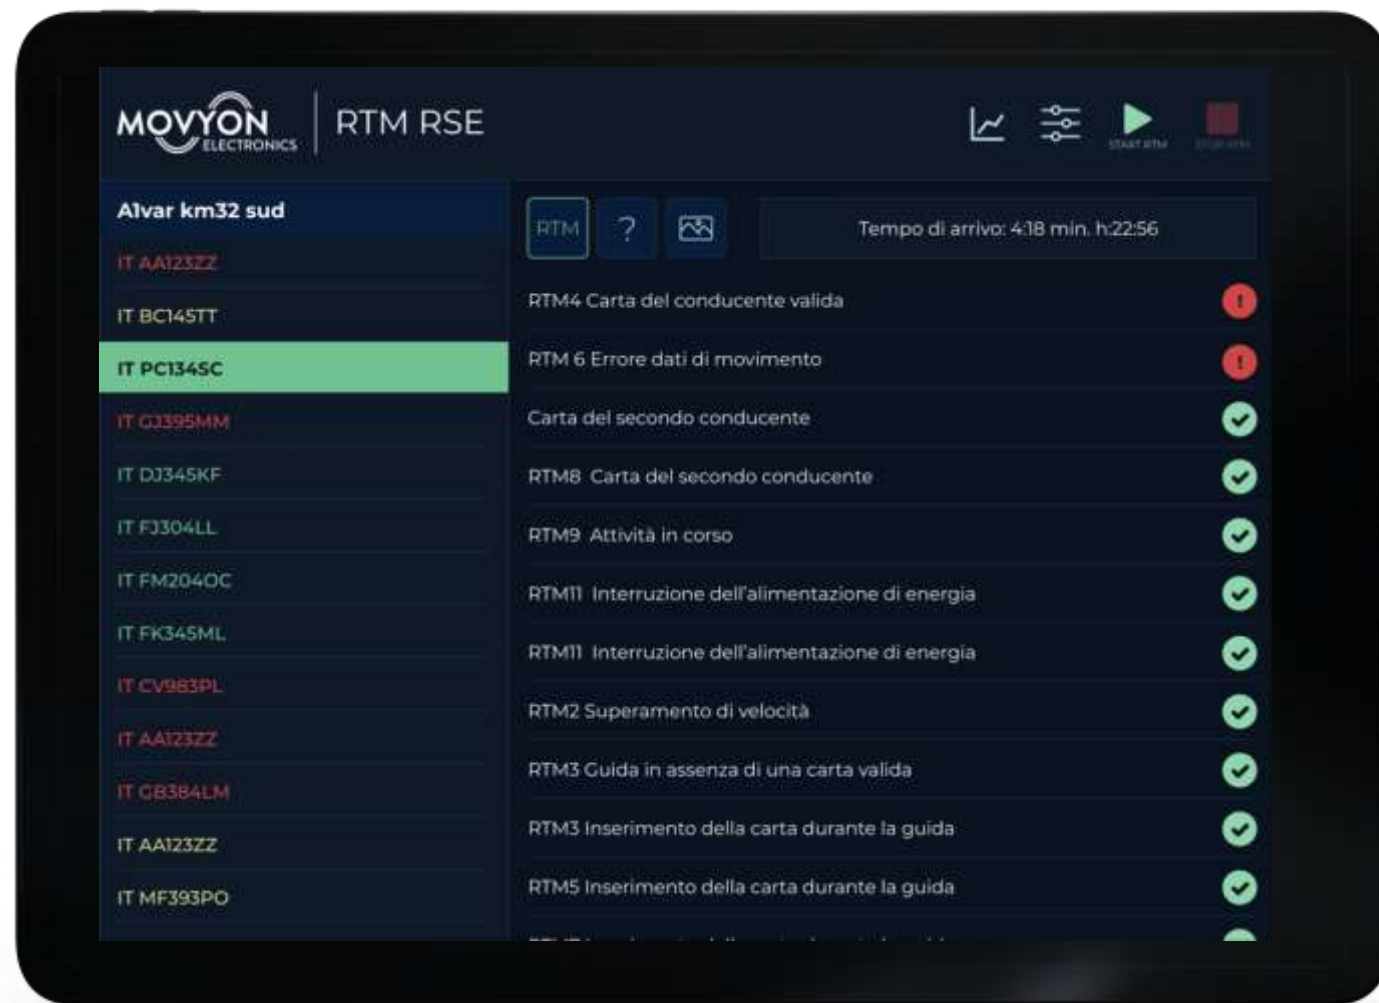 MOVYON
ELECTRONICS
RTM RSE
START RTM
STOP RTM
A1var km32 sud
IT AA123ZZ
IT BC145TT
IT PC134SC
IT GJ395MM
IT DJ345KF
IT FJ304LL
IT FM204OC
IT FK345ML
IT CV983PL
IT AA123ZZ
IT GB384LM
IT AA123ZZ
IT MF393PO
RTM
?
Tempo di arrivo: 4:18 min. h:22:56
RTM4 Carta del conducente valida
RTM 6 Errore dati di movimento
Carta del secondo conducente
RTM8 Carta del secondo conducente
RTM9 Attività in corso
RTM11 Interruzione dell'alimentazione di energia
RTM11 Interruzione dell'alimentazione di energia
RTM2 Superamento di velocità
RTM3 Guida in assenza di una carta valida
RTM3 Inserimento della carta durante la guida
RTM5 Inserimento della carta durante la guida